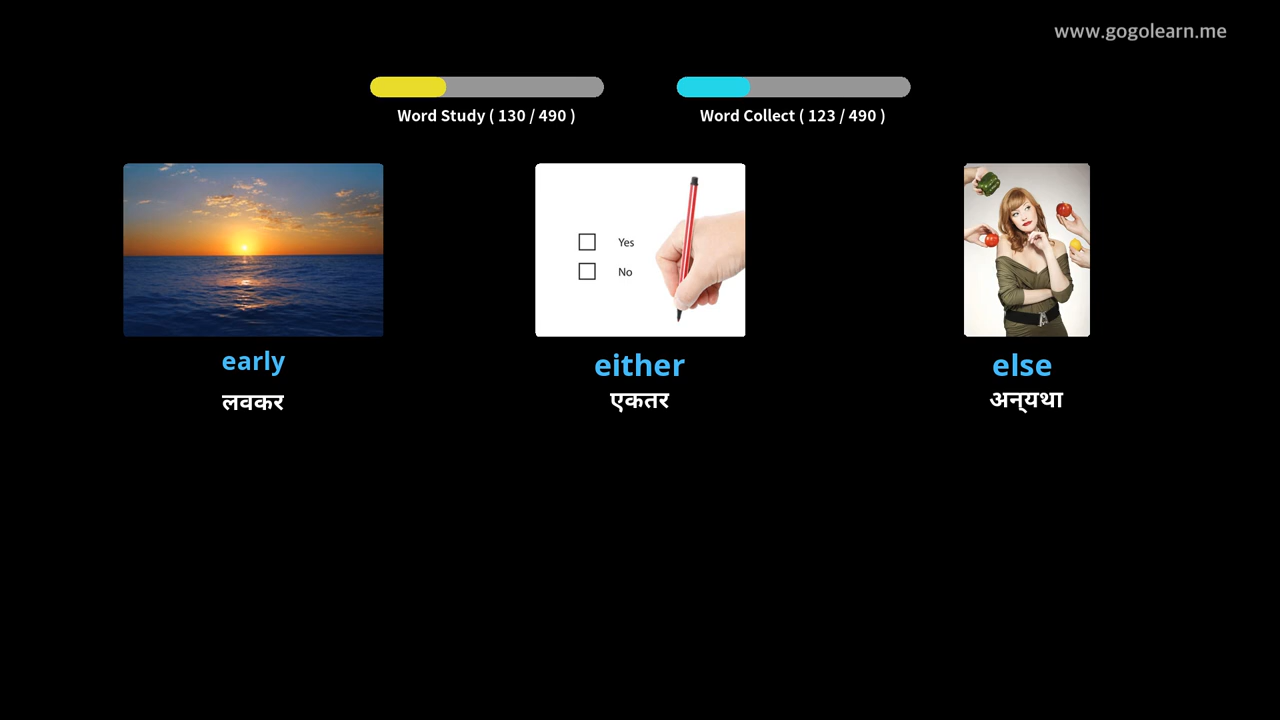 www.gogolearn.me
Word Study ( 130 / 490 )
Word Collect ( 123 / 490 )
Yes
No
early
either
else
लवकर
एकतर
अन्‌यथा